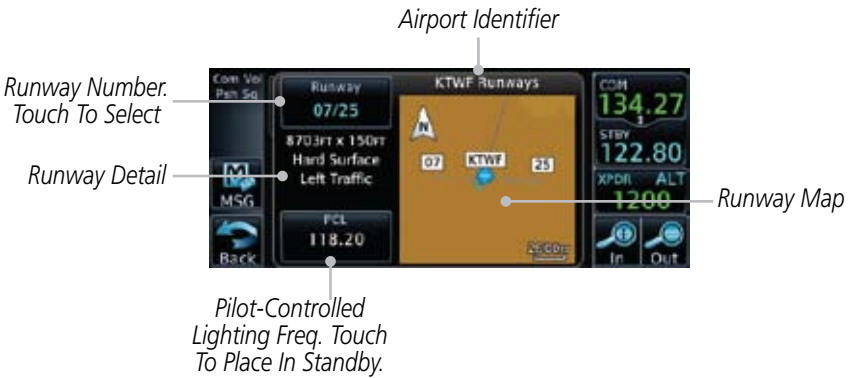 Airport Identifier
Runway Number.
Touch To Select
Runway Detail
Pilot-Controlled
Lighting Freq. Touch
To Place In Standby.
Runway Map
Com Vol
Psh Sq
MSG
Back
Runway
07/25
8703FT X 150FT
Hard Surface
Left Traffic
PCL
118.20
KTWF Runways
N
07
KTWF
25
COM
134.27
STBY
122.80
XPDR ALT
1200
In
Out